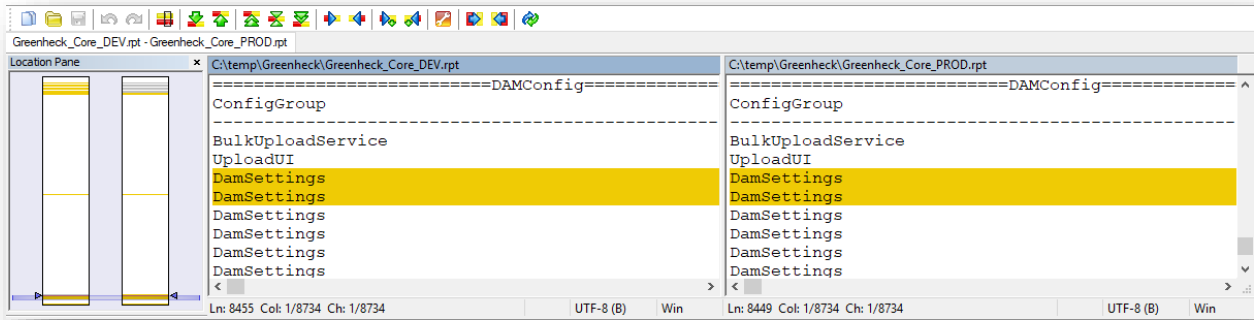 Greenheck_Core_DEV.rpt - Greenheck_Core_PROD.rpt
Location Pane x
C:\temp\Greenheck\Greenheck_Core_DEV.rpt
============================DAMConfig=============
ConfigGroup
---------------------------------------------------
BulkUploadService
UploadUI
DamSettings
DamSettings
DamSettings
DamSettings
DamSettings
DamSettings
Ln: 8455 Col: 1/8734 Ch: 1/8734 UTF-8 (B) Win
C:\temp\Greenheck\Greenheck_Core_PROD.rpt
============================DAMConfig=============
ConfigGroup
---------------------------------------------------
BulkUploadService
UploadUI
DamSettings
DamSettings
DamSettings
DamSettings
DamSettings
DamSettings
Ln: 8449 Col: 1/8734 Ch: 1/8734 UTF-8 (B) Win